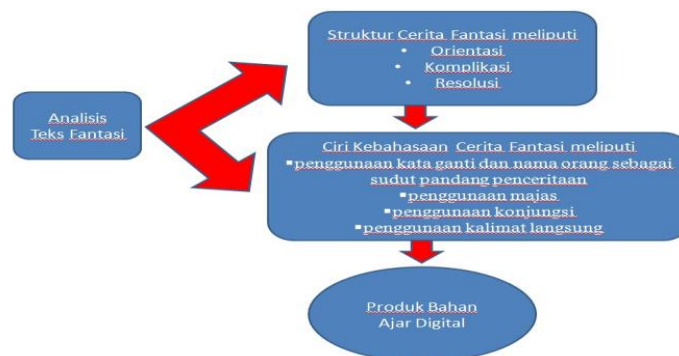 Analisis
Teks Fantasi
Struktur Cerita Fantasi meliputi
• Orientasi
• Komplikasi
• Resolusi
Ciri Kebahasaan Cerita Fantasi meliputi
▪penggunaan kata ganti dan nama orang sebagai
sudut pandang penceritaan
▪penggunaan majas
▪penggunaan konjungsi
▪penggunaan kalimat langsung
Produk Bahan
Ajar Digital